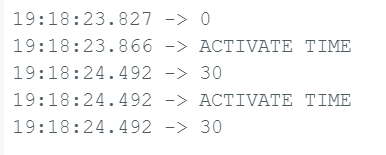 19:18:23.827 -> 0
19:18:23.866 -> ACTIVATE TIME
19:18:24.492 -> 30
19:18:24.492 -> ACTIVATE TIME
19:18:24.492 -> 30